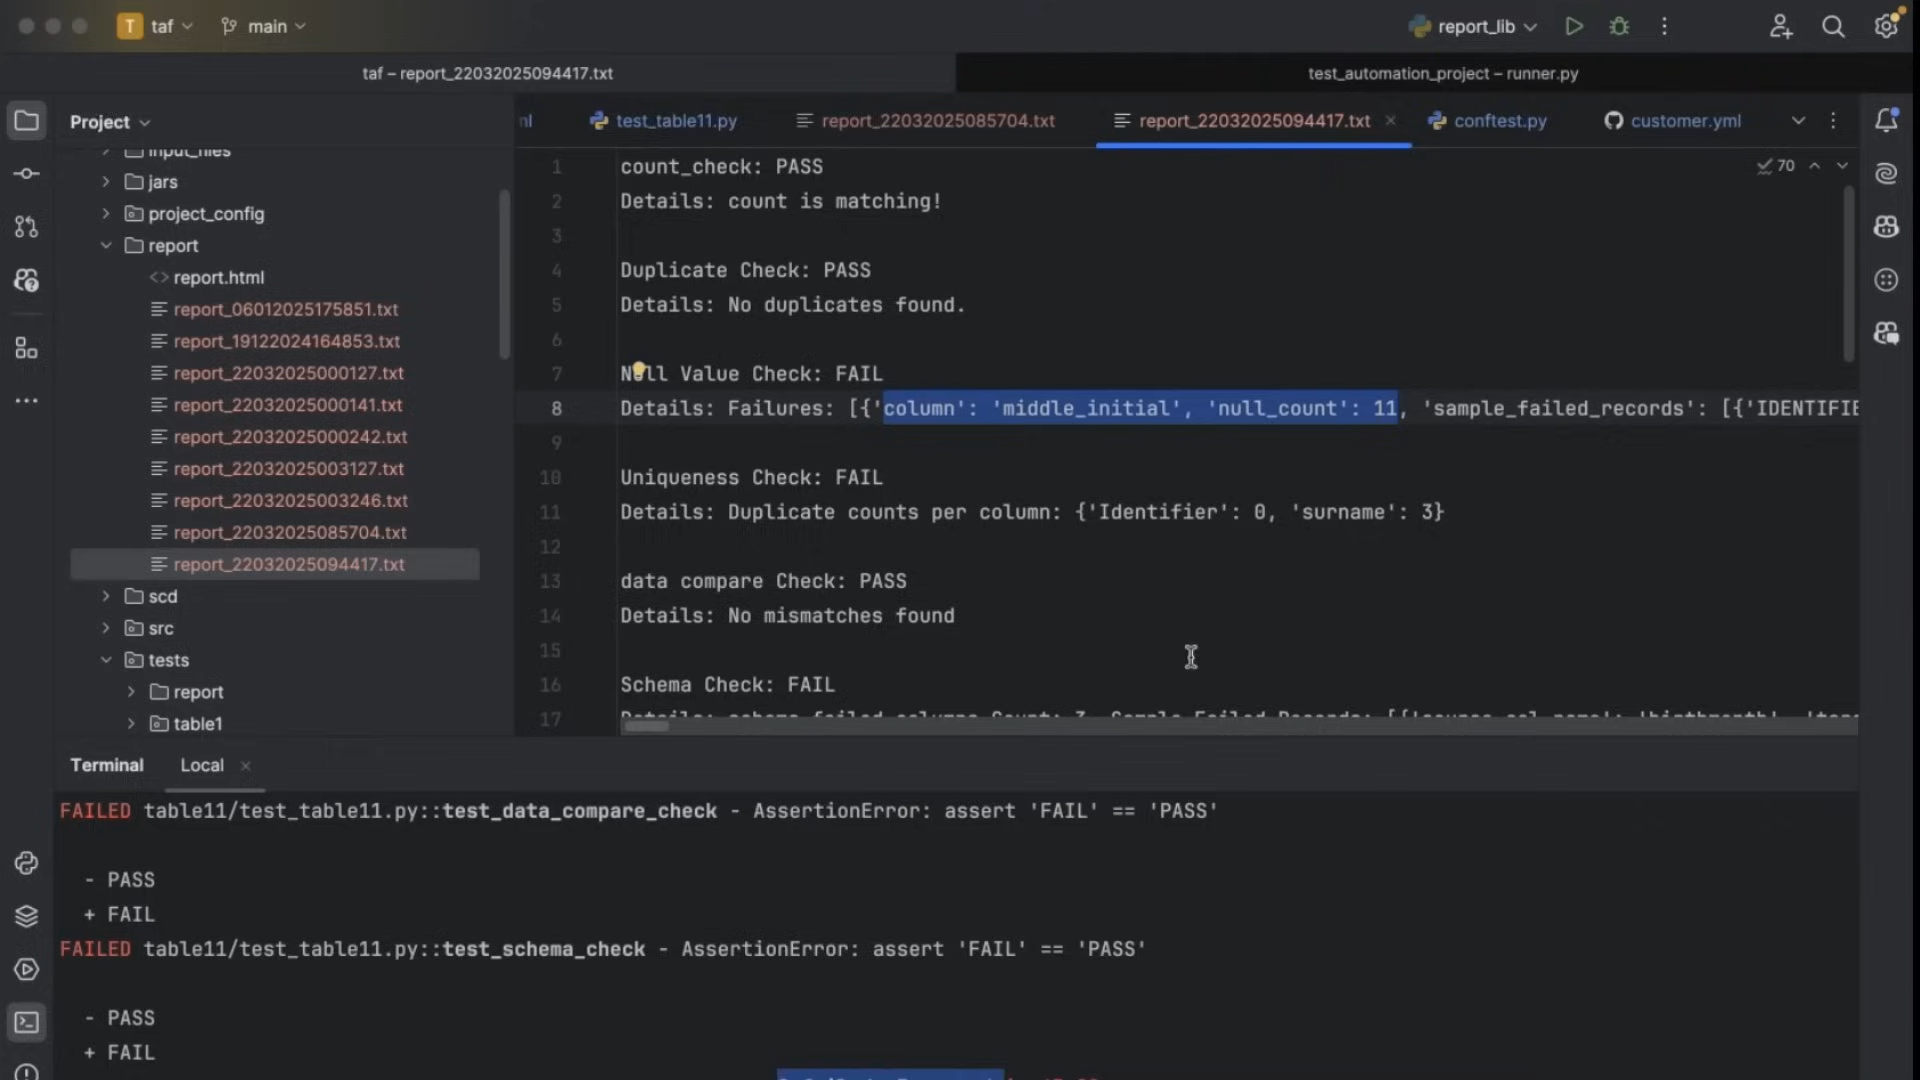 T taf main report_lib
taf – report_22032025094417.txt test_automation_project – runner.py
Project
input_files
jars
project_config
report
report.html
report_06012025175851.txt
report_19122024164853.txt
report_22032025000127.txt
report_22032025000141.txt
report_22032025000242.txt
report_22032025003127.txt
report_22032025003246.txt
report_22032025085704.txt
report_22032025094417.txt
scd
src
tests
report
table1
ml test_table11.py report_22032025085704.txt report_22032025094417.txt conftest.py customer.yml
70
1 count_check: PASS
2 Details: count is matching!
3
4 Duplicate Check: PASS
5 Details: No duplicates found.
6
7 Null Value Check: FAIL
8 Details: Failures: [{'column': 'middle_initial', 'null_count': 11, 'sample_failed_records': [{'IDENTIFIE
9
10 Uniqueness Check: FAIL
11 Details: Duplicate counts per column: {'Identifier': 0, 'surname': 3}
12
13 data compare Check: PASS
14 Details: No mismatches found
15
16 Schema Check: FAIL
17
Terminal Local
FAILED table11/test_table11.py::test_data_compare_check - AssertionError: assert 'FAIL' == 'PASS'
- PASS
+ FAIL
FAILED table11/test_table11.py::test_schema_check - AssertionError: assert 'FAIL' == 'PASS'
- PASS
+ FAIL